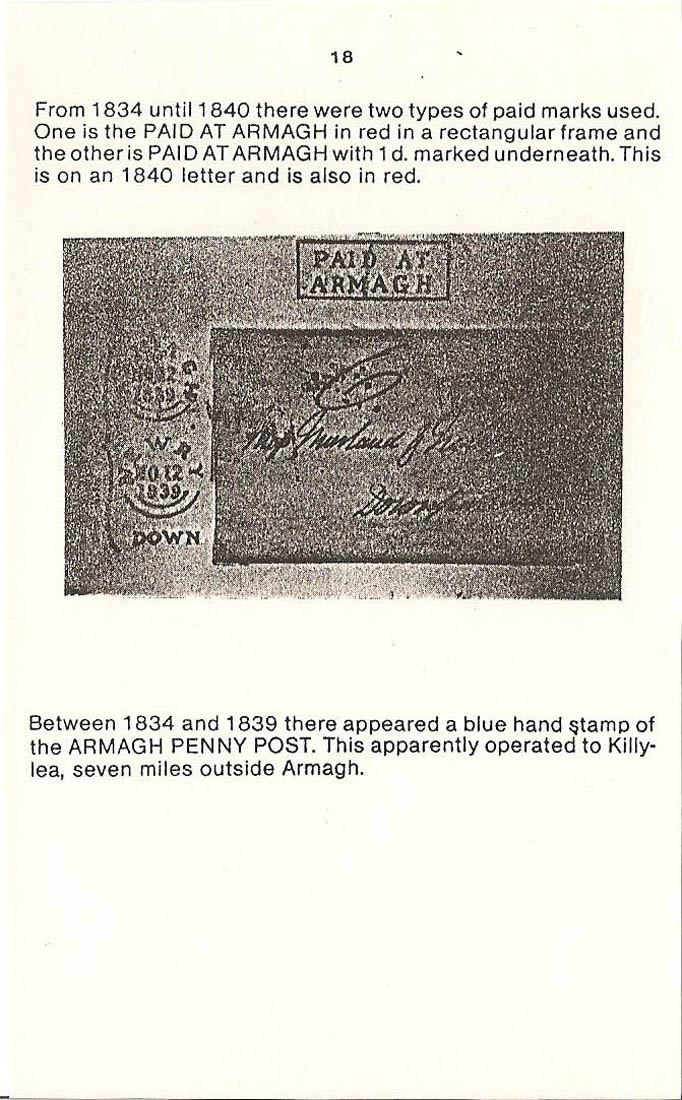 18
From 1834 until 1840 there were two types of paid marks used.
One is the PAID AT ARMAGH in red in a rectangular frame and
the other is PAID AT ARMAGH with 1d. marked underneath. This
is on an 1840 letter and is also in red.
PAID AT
ARMAGH
1839
NO 12
1839
DOWN
Between 1834 and 1839 there appeared a blue hand stamp of
the ARMAGH PENNY POST. This apparently operated to Killy-
lea, seven miles outside Armagh.